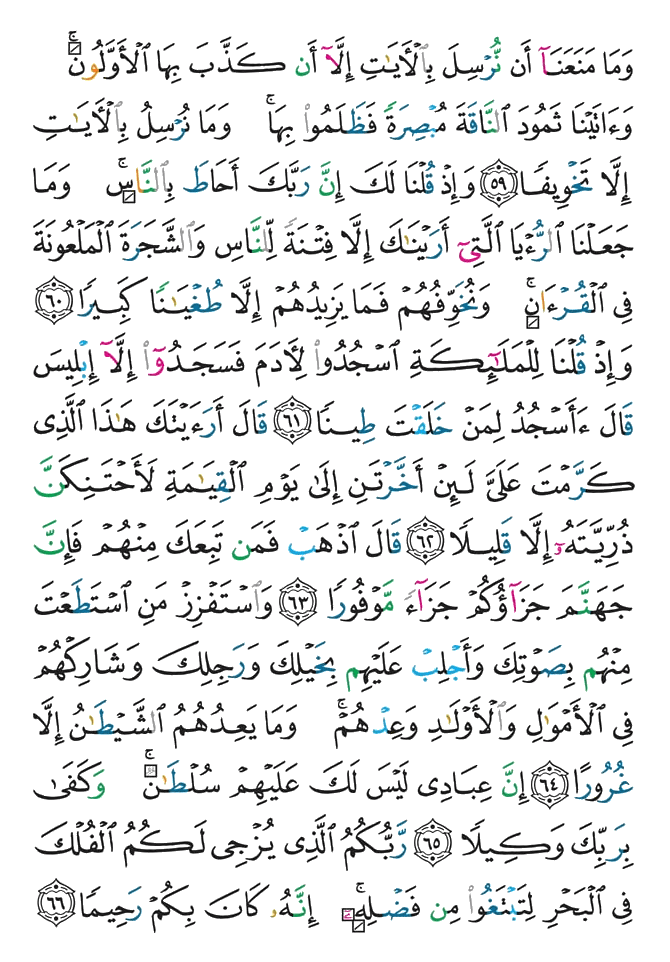 وَمَا مَنَعَنَآ أَن نُّرْسِلَ بِٱلْأَيَٰتِ إِلَّآ أَن كَذَّبَ بِهَا ٱلْأَوَّلُونَۚ
وَءَاتَيْنَا ثَمُودَ ٱلنَّاقَةَ مُبْصِرَةً فَظَلَمُوا۟ بِهَاۚ وَمَا نُرْسِلُ بِٱلْأَيَٰتِ
إِلَّا تَخْوِيفًا ٥٩ وَإِذْ قُلْنَا لَكَ إِنَّ رَبَّكَ أَحَاطَ بِٱلنَّاسِۚ وَمَا
جَعَلْنَا ٱلرُّءْيَا ٱلَّتِىٓ أَرَيْنَٰكَ إِلَّا فِتْنَةً لِّلنَّاسِ وَٱلشَّجَرَةَ ٱلْمَلْعُونَةَ
فِى ٱلْقُرْءَانِۚ وَنُخَوِّفُهُمْ فَمَا يَزِيدُهُمْ إِلَّا طُغْيَٰنًا كَبِيرًا ٦٠
وَإِذْ قُلْنَا لِلْمَلَٰٓئِكَةِ ٱسْجُدُوا۟ لِأَدَمَ فَسَجَدُوٓا۟ إِلَّآ إِبْلِيسَ
قَالَ ءَأَسْجُدُ لِمَنْ خَلَقْتَ طِينًا ٦١ قَالَ أَرَءَيْتَكَ هَٰذَا ٱلَّذِى
كَرَّمْتَ عَلَىَّ لَئِنْ أَخَّرْتَنِ إِلَىٰ يَوْمِ ٱلْقِيَٰمَةِ لَأَحْتَنِكَنَّ
ذُرِّيَّتَهُۥٓ إِلَّا قَلِيلًا ٦٢ قَالَ ٱذْهَبْ فَمَن تَبِعَكَ مِنْهُمْ فَإِنَّ
جَهَنَّمَ جَزَآؤُكُمْ جَزَآءً مَّوْفُورًا ٦٣ وَٱسْتَفْزِزْ مَنِ ٱسْتَطَعْتَ
مِنْهُم بِصَوْتِكَ وَأَجْلِبْ عَلَيْهِم بِخَيْلِكَ وَرَجِلِكَ وَشَارِكْهُمْ
فِى ٱلْأَمْوَٰلِ وَٱلْأَوْلَٰدِ وَعِدْهُمْۚ وَمَا يَعِدُهُمُ ٱلشَّيْطَٰنُ إِلَّا
غُرُورًا ٦٤ إِنَّ عِبَادِى لَيْسَ لَكَ عَلَيْهِمْ سُلْطَٰنٌۚ وَكَفَىٰ
بِرَبِّكَ وَكِيلًا ٦٥ رَّبُّكُمُ ٱلَّذِى يُزْجِى لَكُمُ ٱلْفُلْكَ
فِى ٱلْبَحْرِ لِتَبْتَغُوا۟ مِن فَضْلِهِۦٓۚ إِنَّهُۥ كَانَ بِكُمْ رَحِيمًا ٦٦